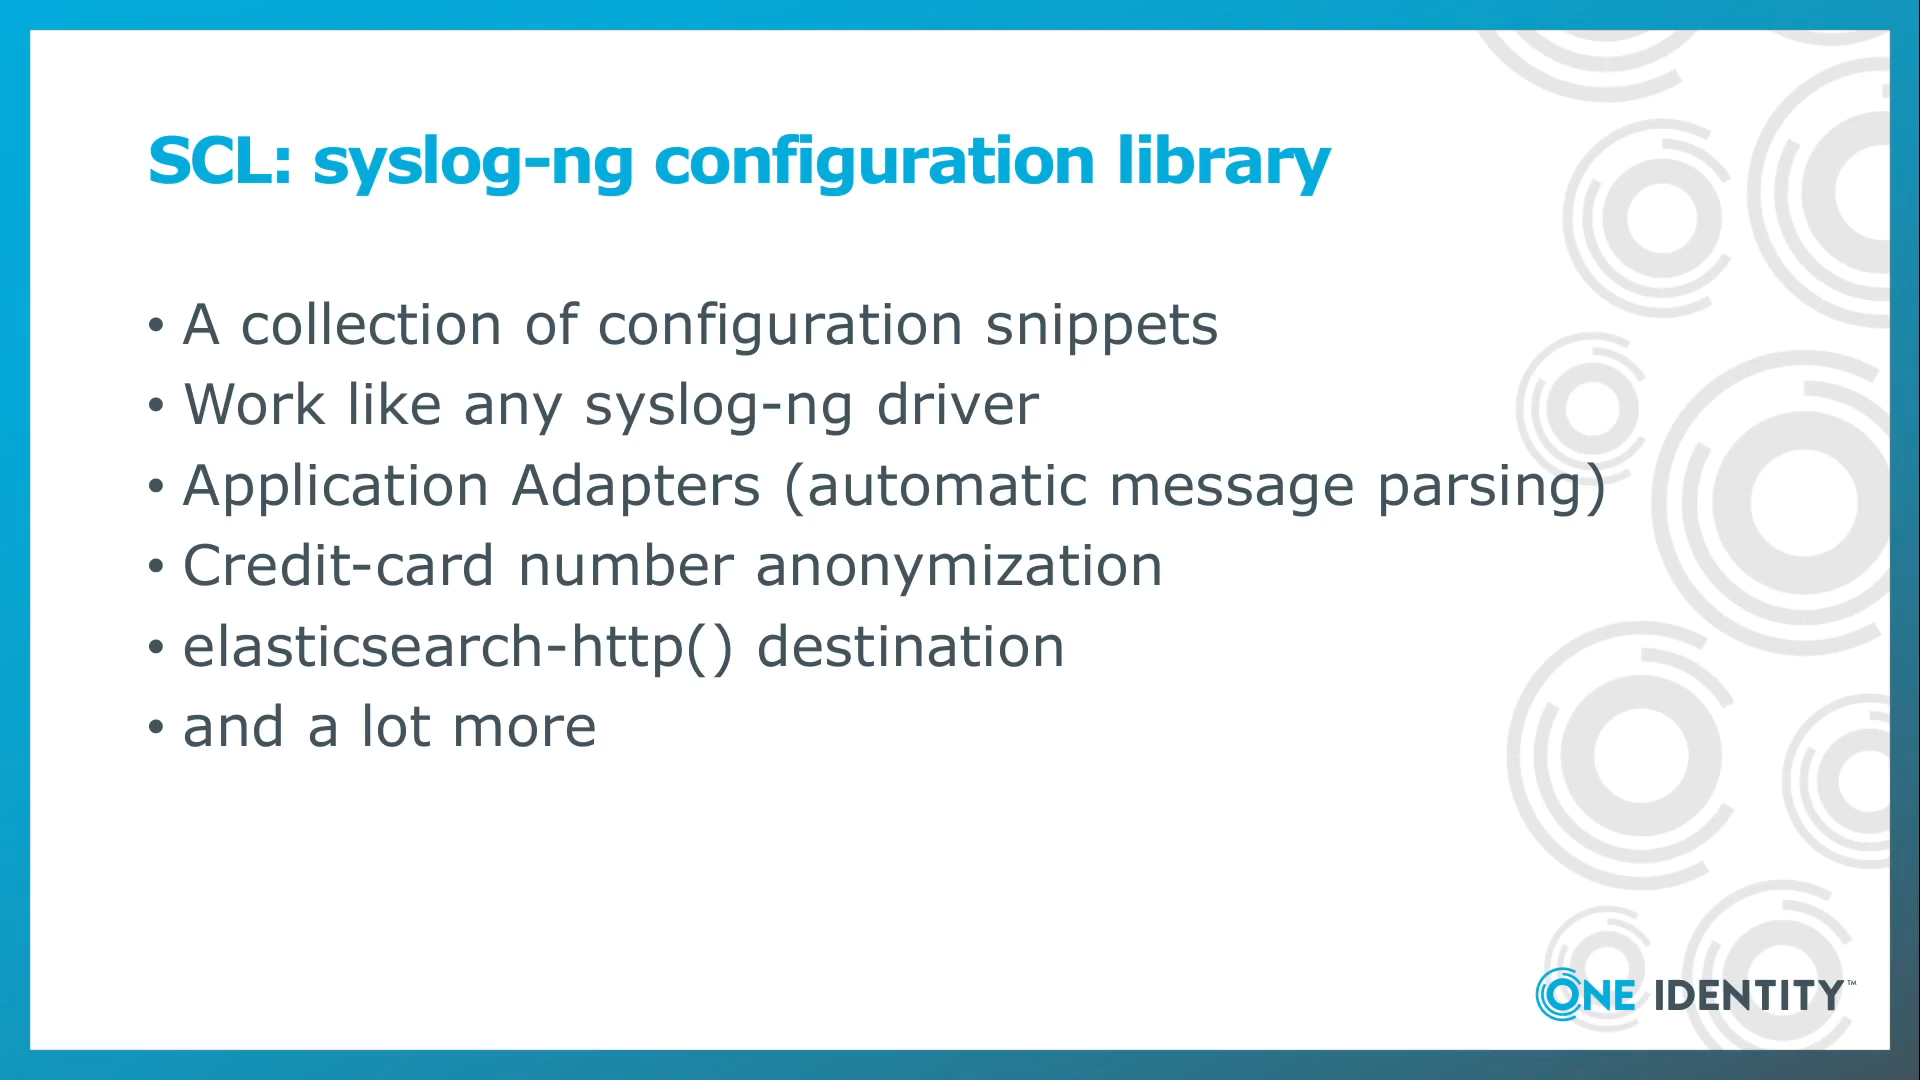 SCL: syslog-ng configuration library
• A collection of configuration snippets
• Work like any syslog-ng driver
• Application Adapters (automatic message parsing)
• Credit-card number anonymization
• elasticsearch-http() destination
• and a lot more
ONE IDENTITY™